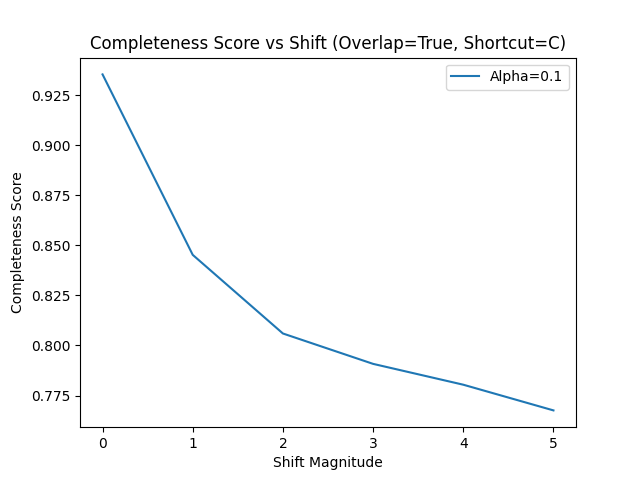 Completeness Score vs Shift (Overlap=True, Shortcut=C)
Alpha=0.1
Completeness Score
0.925
0.900
0.875
0.850
0.825
0.800
0.775
0 1 2 3 4 5
Shift Magnitude